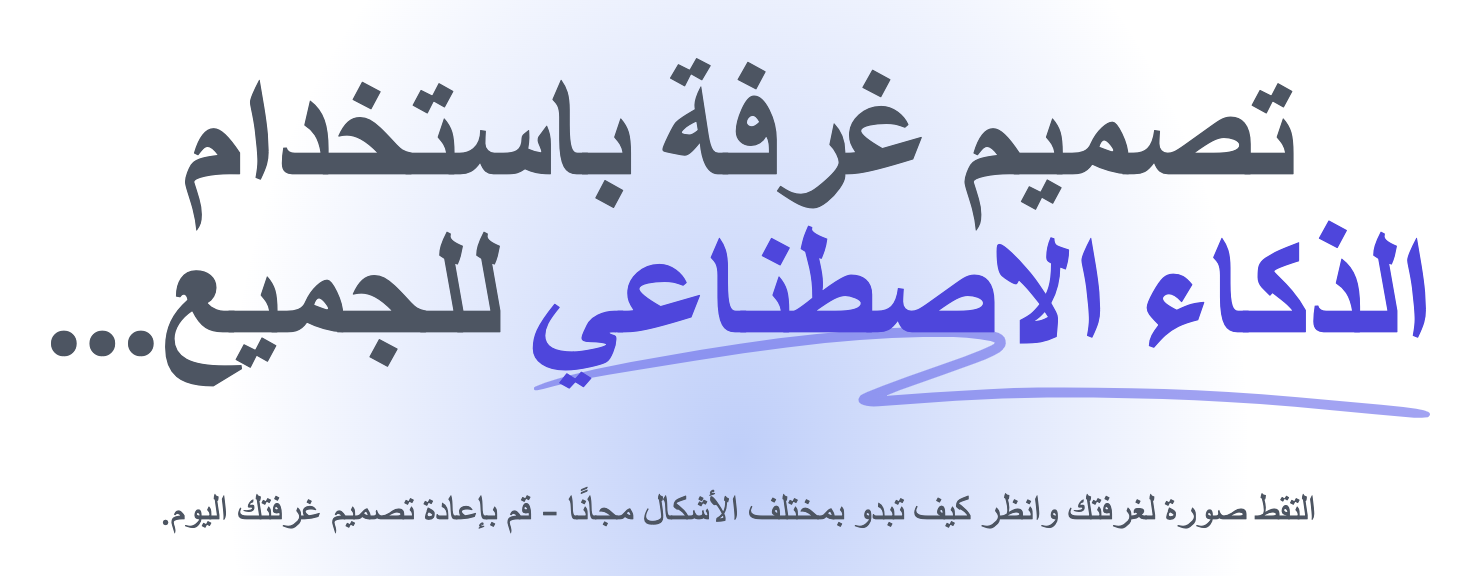 تصميم غرفة باستخدام
الذكاء الاصطناعي للجميع...
التقط صورة لغرفتك وانظر كيف تبدو بمختلف الأشكال مجانًا - قم بإعادة تصميم غرفتك اليوم.